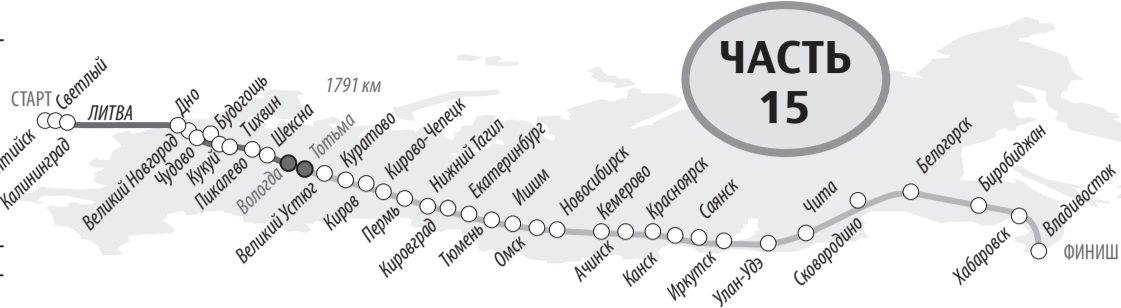 ЧАСТЬ
15
1791 км
СТАРТ
Светлый
Калининград
ЛИТВА
Дно
Великий Новгород
Чудово
Будогощь
Кукуй
Тихвин
Пикалево
Шексна
Вологда
Тотьма
Великий Устюг
Куратово
Киров
Кирово-Чепецк
Пермь
Нижний Тагил
Кировград
Екатеринбург
Тюмень
Ишим
Омск
Новосибирск
Ачинск
Кемерово
Канск
Красноярск
Иркутск
Саянск
Улан-Удэ
Чита
Сковородино
Белогорск
Биробиджан
Хабаровск
Владивосток
ФИНИШ